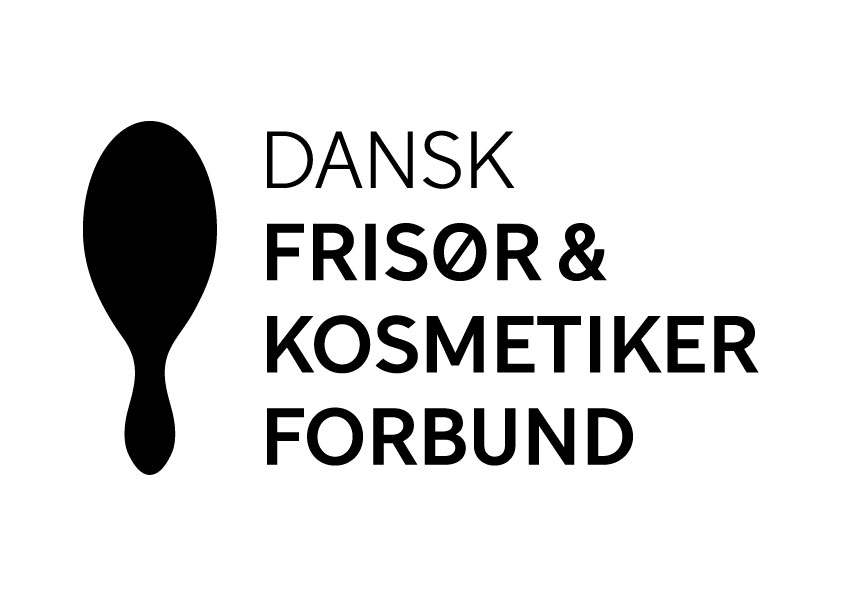 DANSK
FRISØR &
KOSMETIKER
FORBUND